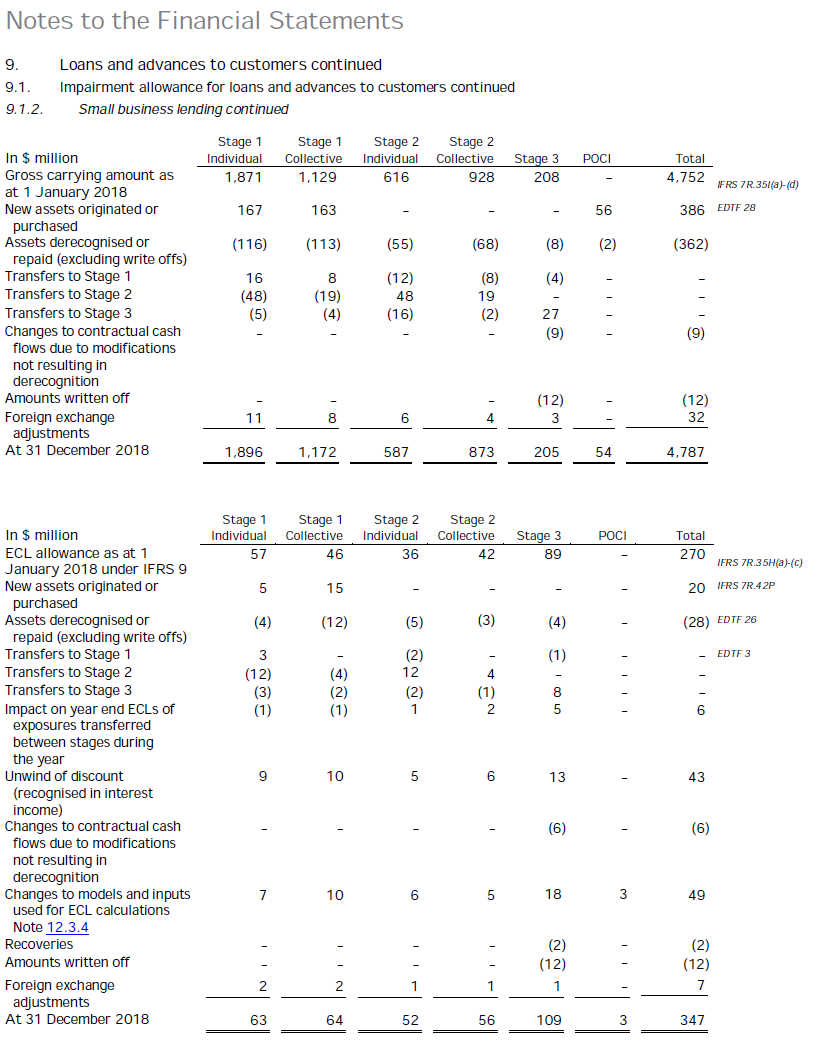 Notes to the Financial Statements
9. Loans and advances to customers continued
9.1. Impairment allowance for loans and advances to customers continued
9.1.2. Small business lending continued
Stage 1 Stage 1 Stage 2 Stage 2
In $ million Individual Collective Individual Collective Stage 3 POCI Total
Gross carrying amount as 1,871 1,129 616 928 208 – 4,752 IFRS 7R.35I(a)-(d)
at 1 January 2018
New assets originated or 167 163 – – – 56 386 EDTF 28
purchased
Assets derecognised or (116) (113) (55) (68) (8) (2) (362)
repaid (excluding write offs)
Transfers to Stage 1 16 8 (12) (8) (4) – –
Transfers to Stage 2 (48) (19) 48 19 – – –
Transfers to Stage 3 (5) (4) (16) (2) 27 – –
Changes to contractual cash – – – – (9) – (9)
flows due to modifications
not resulting in
derecognition
Amounts written off – – – (12) – (12)
Foreign exchange 11 8 6 4 3 – 32
adjustments
At 31 December 2018 1,896 1,172 587 873 205 54 4,787
Stage 1 Stage 1 Stage 2 Stage 2
In $ million Individual Collective Individual Collective Stage 3 POCI Total
ECL allowance as at 1 57 46 36 42 89 – 270 IFRS 7R.35H(a)-(c)
January 2018 under IFRS 9
New assets originated or 5 15 – – – – 20 IFRS 7R.42P
purchased
Assets derecognised or (4) (12) (5) (3) (4) – (28) EDTF 26
repaid (excluding write offs)
Transfers to Stage 1 3 – (2) – (1) – – EDTF 3
Transfers to Stage 2 (12) (4) 12 4 – – –
Transfers to Stage 3 (3) (2) (2) (1) 8 – –
Impact on year end ECLs of (1) (1) 1 2 5 – 6
exposures transferred
between stages during
the year
Unwind of discount 9 10 5 6 13 – 43
(recognised in interest
income)
Changes to contractual cash – – – – (6) – (6)
flows due to modifications
not resulting in
derecognition
Changes to models and inputs 7 10 6 5 18 3 49
used for ECL calculations
Note 12.3.4
Recoveries – – – – (2) – (2)
Amounts written off – – – – (12) – (12)
Foreign exchange 2 2 1 1 1 – 7
adjustments
At 31 December 2018 63 64 52 56 109 3 347